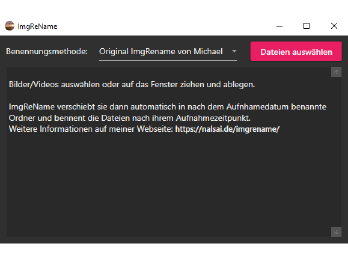 ImgReName
Benennungsmethode: Original ImgRename von Michael Dateien auswählen
Bilder/Videos auswählen oder auf das Fenster ziehen und ablegen.
ImgReName verschiebt sie dann automatisch in nach dem Aufnahmedatum benannte
Ordner und bennent die Dateien nach ihrem Aufnahmezeitpunkt.
Weitere Informationen auf meiner Webseite: https://nalsai.de/imgrename/